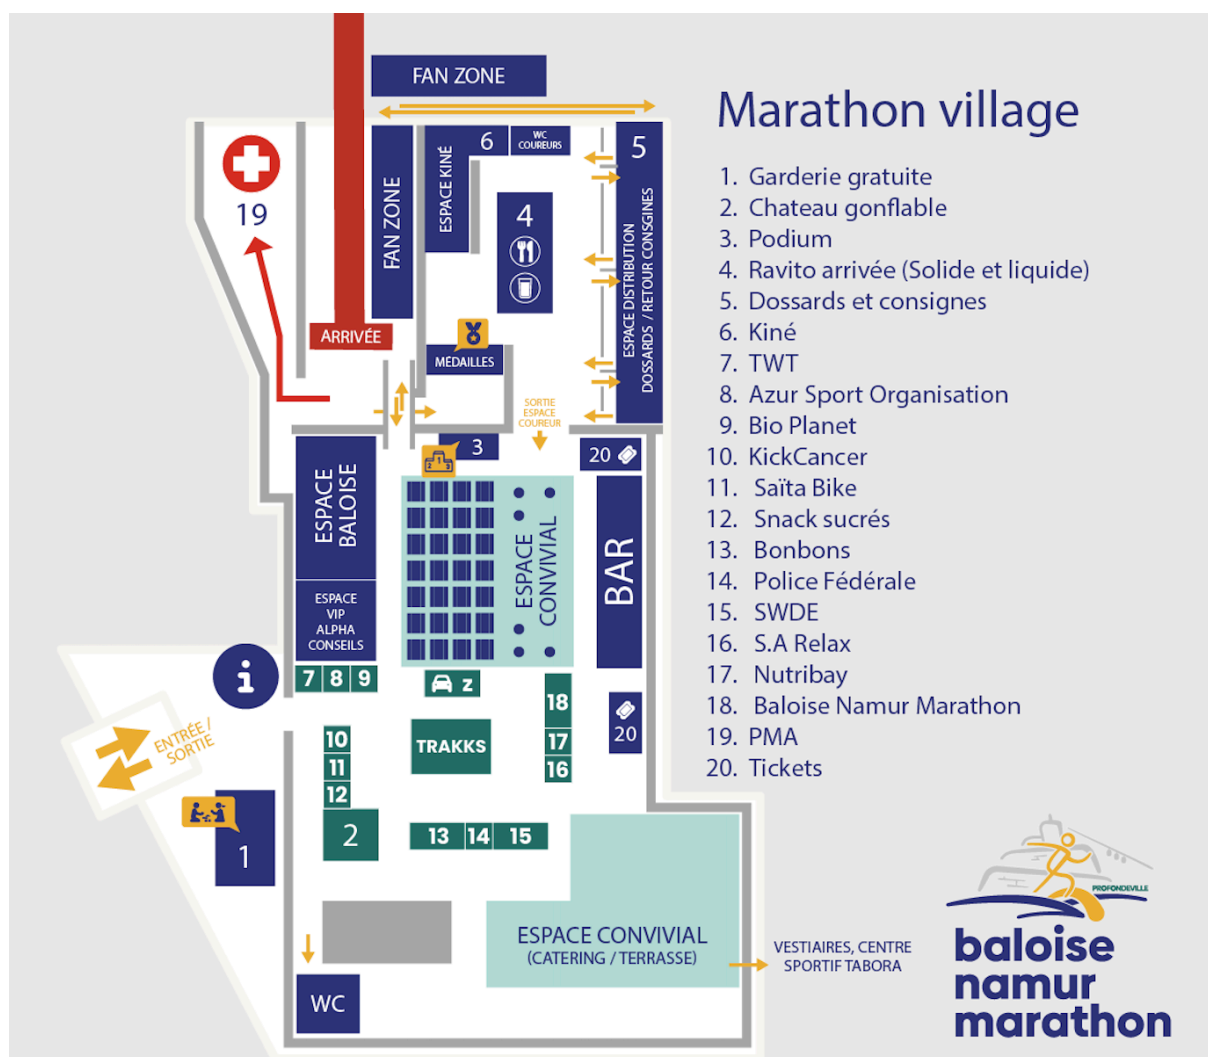 FAN ZONE
Marathon village
1. Garderie gratuite
2. Chateau gonflable
3. Podium
4. Ravito arrivée (Solide et liquide)
5. Dossards et consignes
6. Kiné
7. TWT
8. Azur Sport Organisation
9. Bio Planet
10. KickCancer
11. Saïta Bike
12. Snack sucrés
13. Bonbons
14. Police Fédérale
15. SWDE
16. S.A Relax
17. Nutribay
18. Baloise Namur Marathon
19. PMA
20. Tickets
19
ARRIVÉE
FAN ZONE
ESPACE KINÉ
6
WC
COUREURS
4
5
ESPACE DISTRIBUTION
DOSSARDS / RETOUR CONSGINES
MÉDAILLES
SORTIE
ESPACE
COUREUR
2 1 3
3
20
ESPACE
BALOISE
ESPACE
CONVIVIAL
BAR
ESPACE
VIP
ALPHA
CONSEILS
i
7 8 9
Z
18
17
16
20
ENTRÉE /
SORTIE
10
11
12
TRAKKS
1
2
13 14 15
ESPACE CONVIVIAL
(CATERING / TERRASSE)
VESTIAIRES, CENTRE
SPORTIF TABORA
WC
PROFONDEVILLE
baloise
namur
marathon